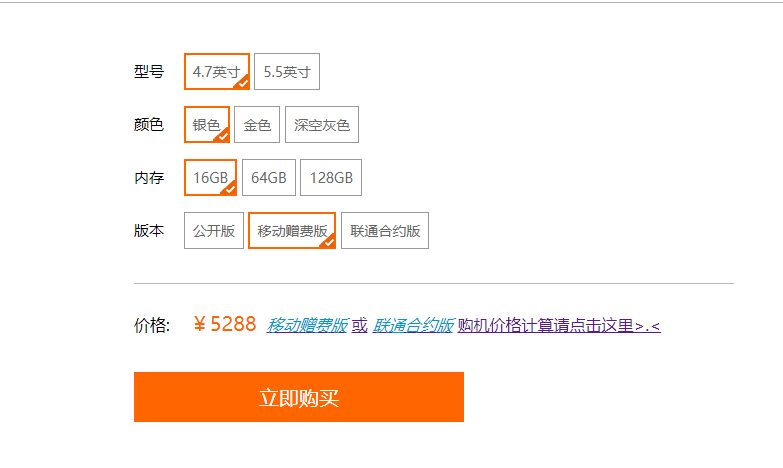 型号 4.7英寸 5.5英寸
颜色 银色 金色 深空灰色
内存 16GB 64GB 128GB
版本 公开版 移动赠费版 联通合约版
价格: ￥5288 移动赠费版 或 联通合约版 购机价格计算请点击这里>.<
立即购买